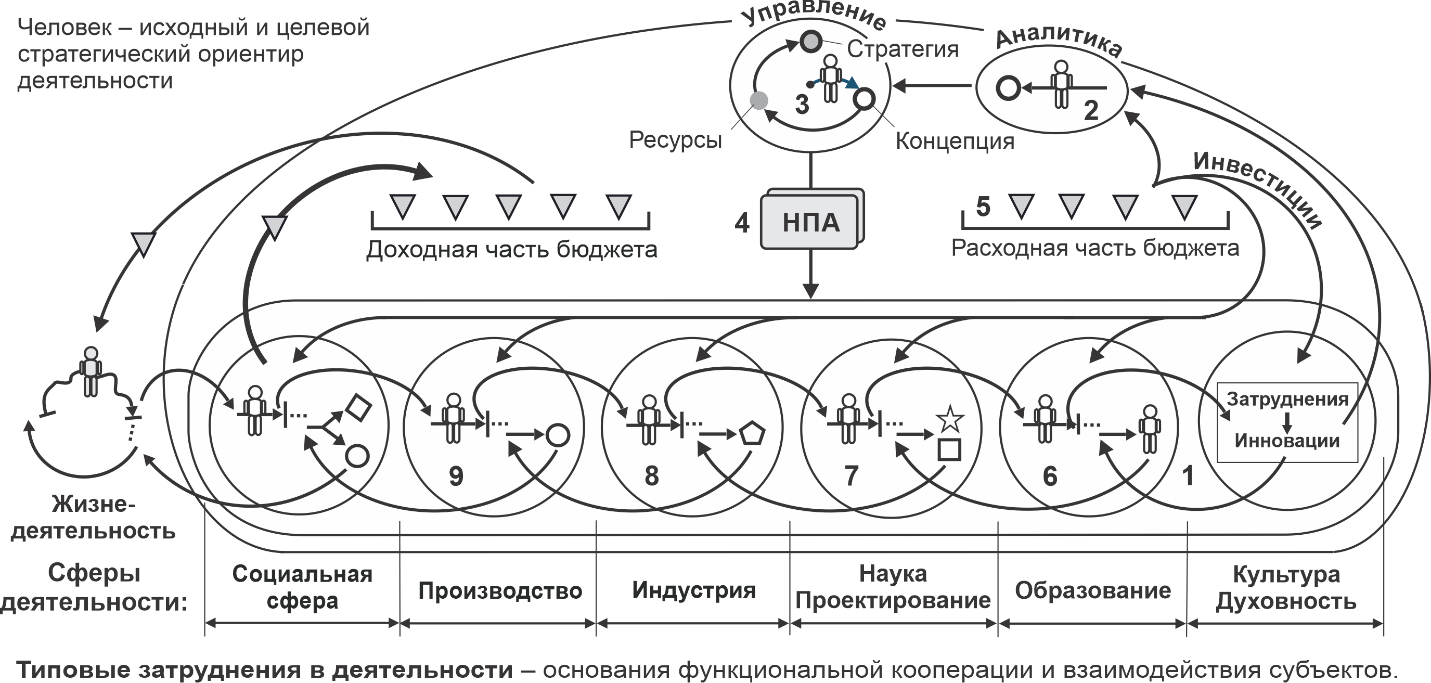 Человек – исходный и целевой
стратегический ориентир
деятельности
Управление
Стратегия
3
Ресурсы
Концепция
Аналитика
2
Инвестиции
Доходная часть бюджета
4
НПА
5
Расходная часть бюджета
Жизне-
деятельность
9
8
7
6
1
Затруднения
Инновации
Сферы
деятельности:
Социальная
сфера
Производство
Индустрия
Наука
Проектирование
Образование
Культура
Духовность
Типовые затруднения в деятельности – основания функциональной кооперации и взаимодействия субъектов.